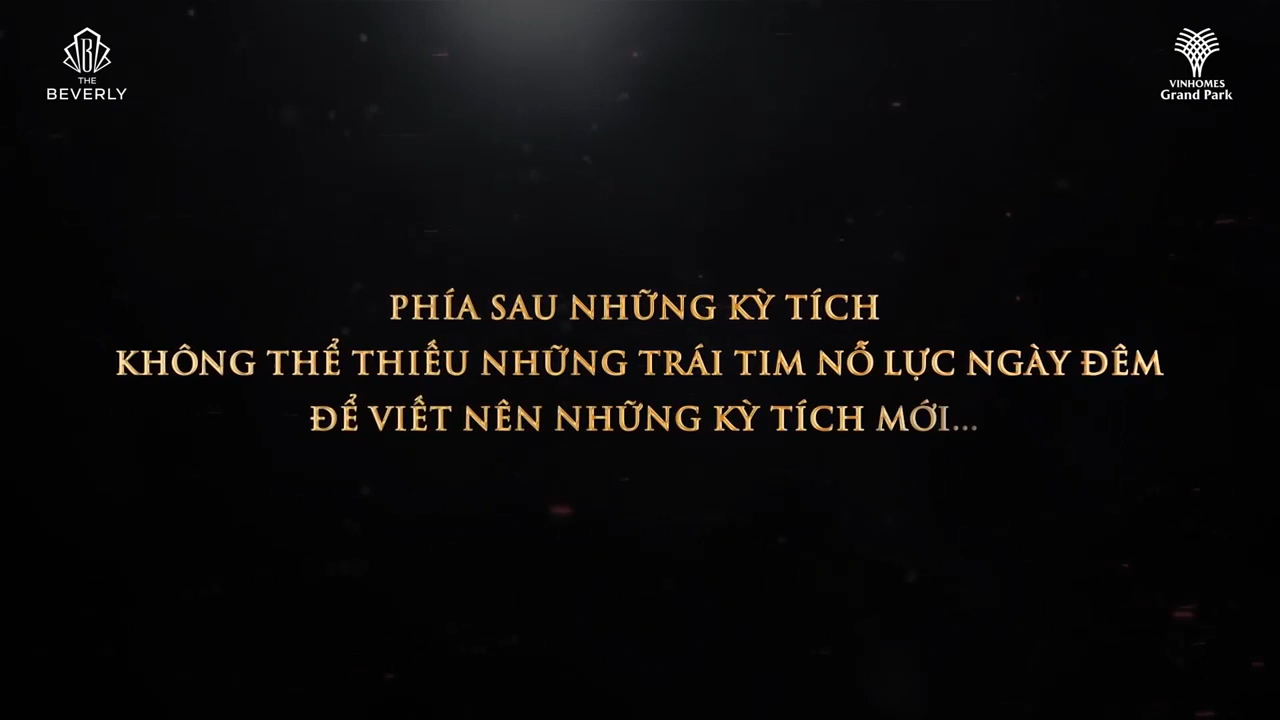 THE
BEVERLY
VINHOMES
Grand Park
PHÍA SAU NHỮNG KỲ TÍCH
KHÔNG THỂ THIẾU NHỮNG TRÁI TIM NỖ LỰC NGÀY ĐÊM
ĐỂ VIẾT NÊN NHỮNG KỲ TÍCH MỚI...